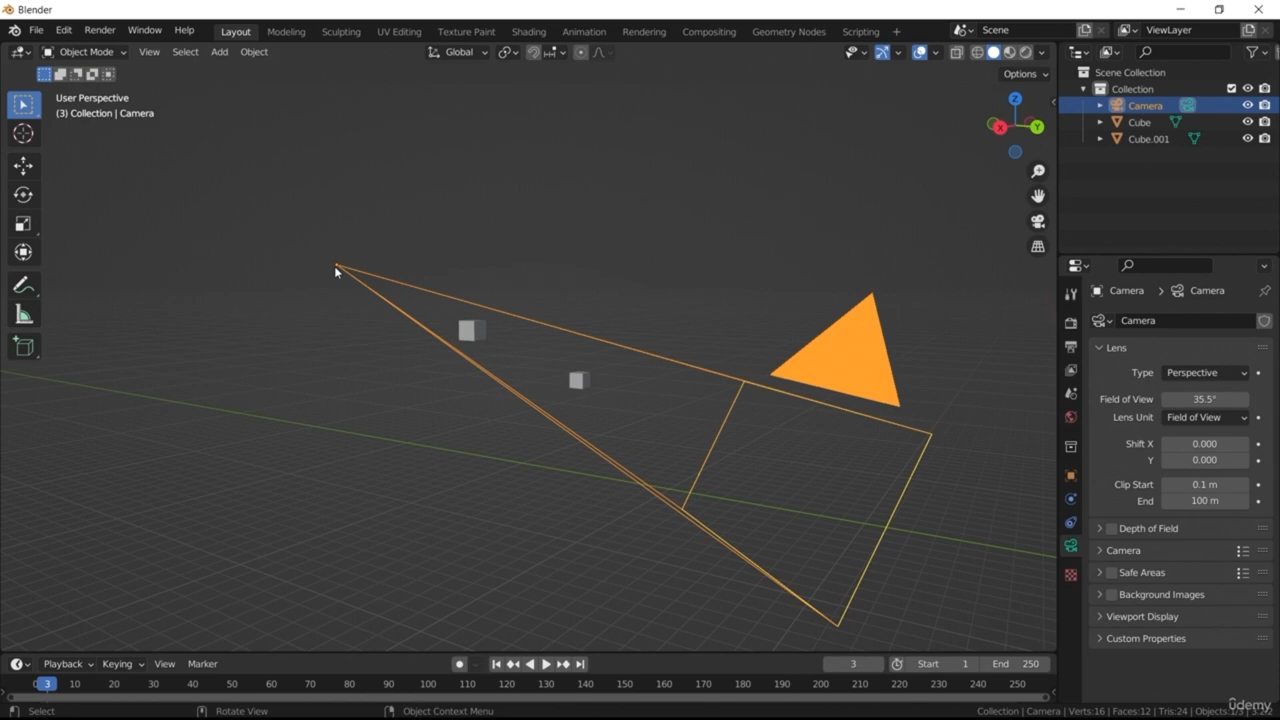 Blender
File Edit Render Window Help Layout Modeling Sculpting UV Editing Texture Paint Shading Animation Rendering Compositing Geometry Nodes Scripting + Scene ViewLayer
Object Mode View Select Add Object Global
Options
User Perspective
(3) Collection | Camera
Z
X
Y
Scene Collection
Collection
Camera
Cube
Cube.001
Camera > Camera
Camera
Lens
Type Perspective
Field of View 35.5°
Lens Unit Field of View
Shift X 0.000
Y 0.000
Clip Start 0.1 m
End 100 m
Depth of Field
Camera
Safe Areas
Background Images
Viewport Display
Custom Properties
Playback Keying View Marker 3 Start 1 End 250
0 3 10 20 30 40 50 60 70 80 90 100 110 120 130 140 150 160 170 180 190 200 210 220 230 240 250
Select Rotate View Object Context Menu Collection | Camera | Verts:16 | Faces:12 | Tris:24 | Objects:1/3
udemy